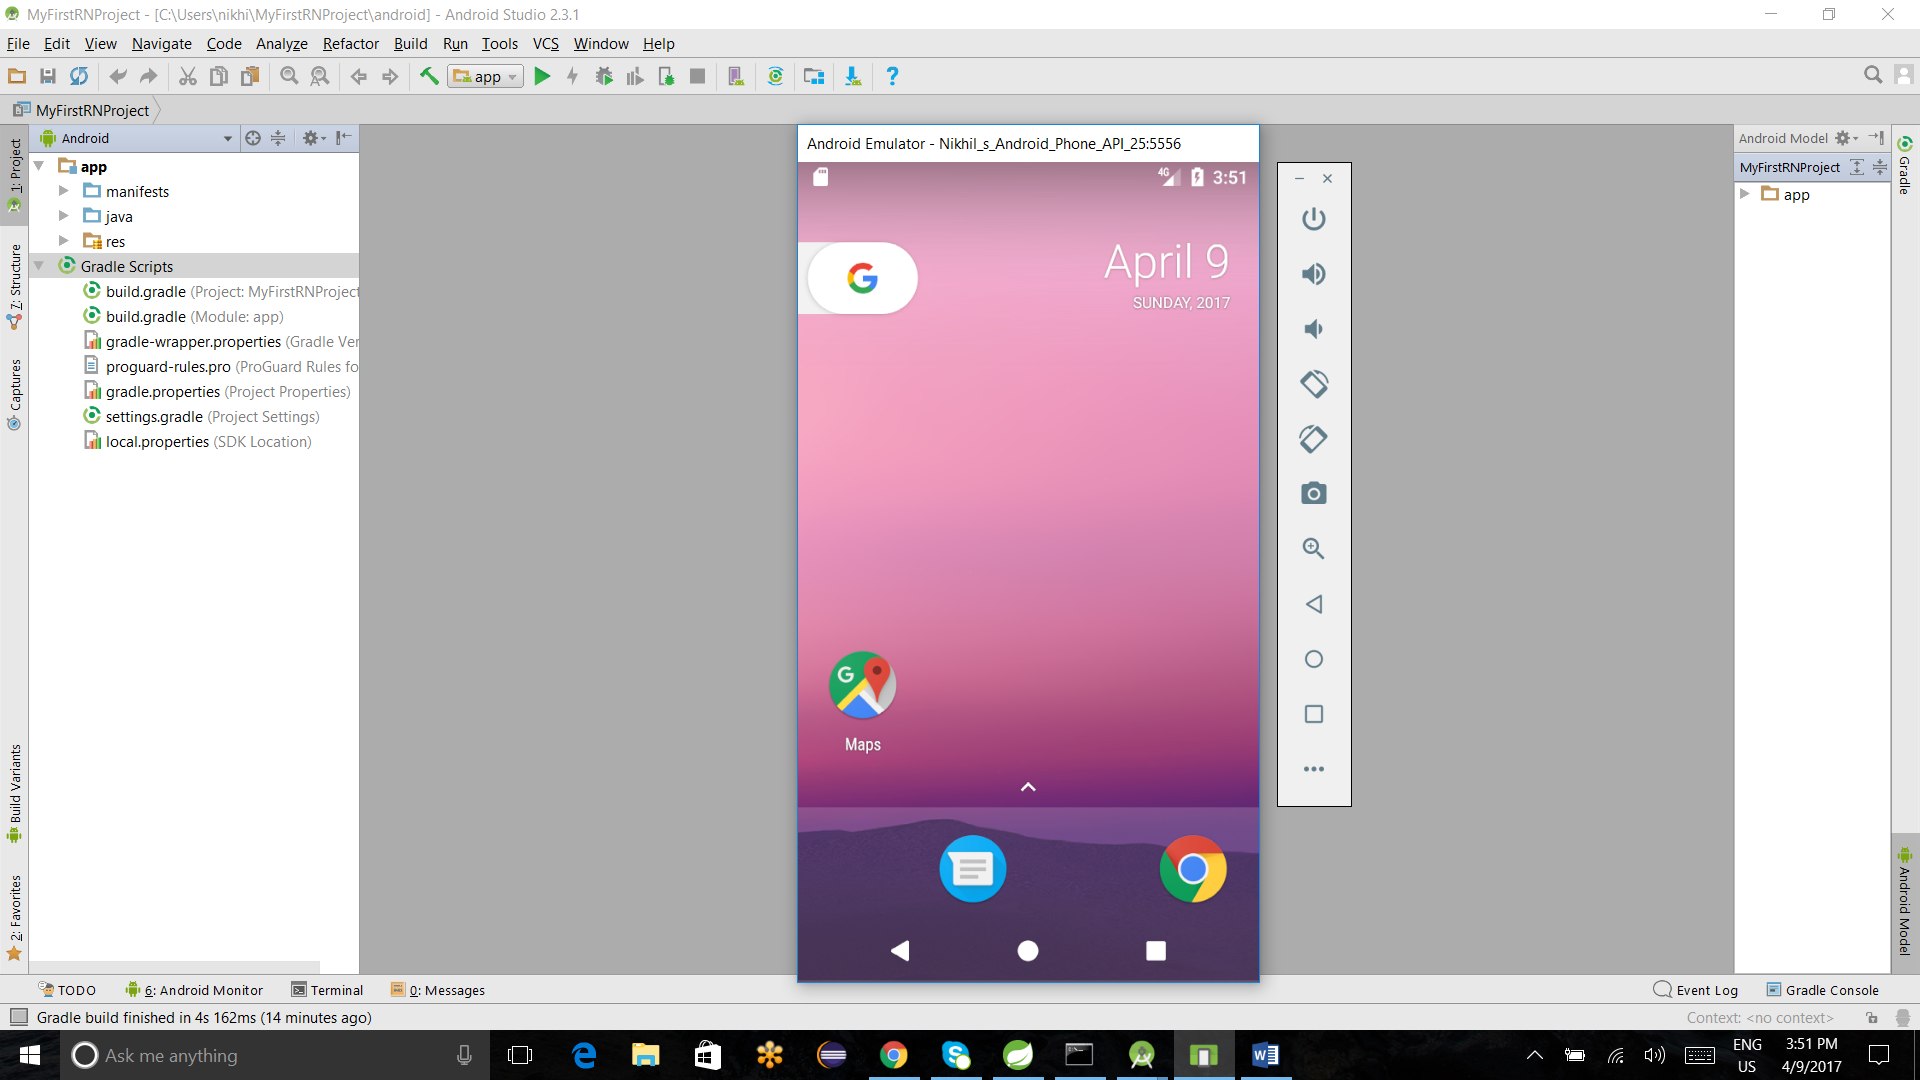 MyFirstRNProject - [C:\Users\nikhi\MyFirstRNProject\android] - Android Studio 2.3.1
File Edit View Navigate Code Analyze Refactor Build Run Tools VCS Window Help
app
MyFirstRNProject
Android
1: Project
Z: Structure
Captures
Build Variants
2: Favorites
app
manifests
java
res
Gradle Scripts
build.gradle (Project: MyFirstRNProject
build.gradle (Module: app)
gradle-wrapper.properties (Gradle Ver
proguard-rules.pro (ProGuard Rules fo
gradle.properties (Project Properties)
settings.gradle (Project Settings)
local.properties (SDK Location)
Android Emulator - Nikhil_s_Android_Phone_API_25:5556
4G 3:51
G
April 9
SUNDAY, 2017
G
Maps
Android Model
MyFirstRNProject
app
Gradle
Android Model
TODO 6: Android Monitor Terminal 0: Messages Event Log Gradle Console
Gradle build finished in 4s 162ms (14 minutes ago) Context: <no context>
Ask me anything
ENG
US
3:51 PM
4/9/2017